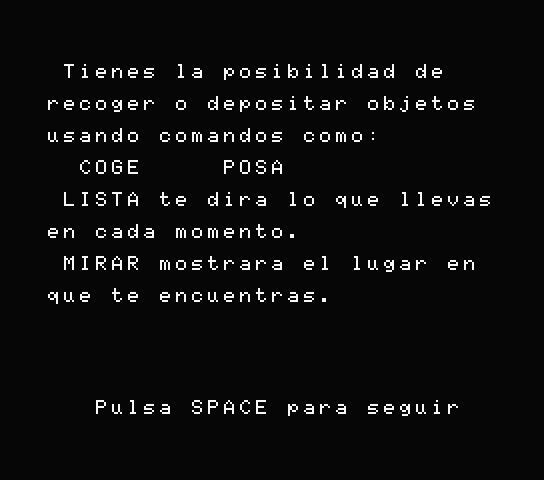 Tienes la posibilidad de
recoger o depositar objetos
usando comandos como:
COGE POSA
LISTA te dira lo que llevas
en cada momento.
MIRAR mostrara el lugar en
que te encuentras.
Pulsa SPACE para seguir